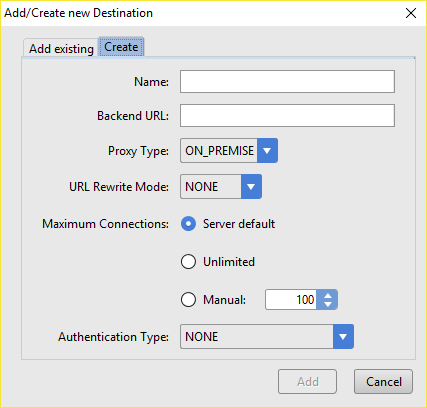 Add/Create new Destination
Add existing Create
Name:
Backend URL:
Proxy Type: ON_PREMISE
URL Rewrite Mode: NONE
Maximum Connections: Server default
Unlimited
Manual: 100
Authentication Type: NONE
Add Cancel